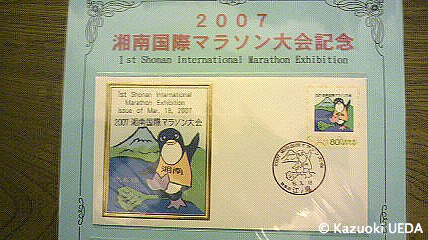 2007
湘南国際マラソン大会記念
1st Shonan International Marathon Exhibition
1st Shonan International
Marathon Exhibition
Issue of Mar. 18, 2007
2007 湘南国際マラソン大会
湘南
80
© Kazuoki UEDA